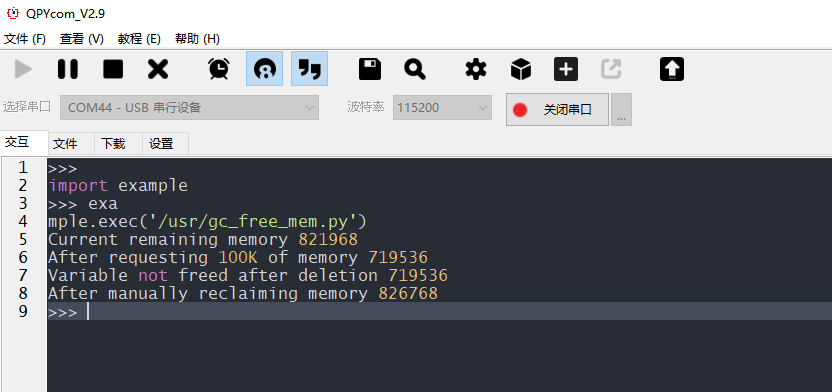 QPYcom_V2.9
文件 (F) 查看 (V) 教程 (E) 帮助 (H)
选择串口 COM44 - USB 串行设备 波特率 115200 关闭串口 ...
交互 文件 下载 设置
1 >>>
2 import example
3 >>> exa
4 mple.exec('/usr/gc_free_mem.py')
5 Current remaining memory 821968
6 After requesting 100K of memory 719536
7 Variable not freed after deletion 719536
8 After manually reclaiming memory 826768
9 >>>